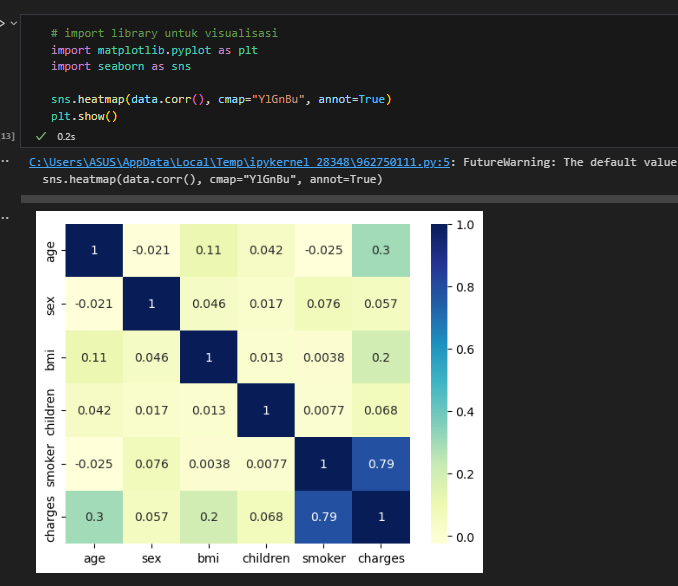 # import library untuk visualisasi
import matplotlib.pyplot as plt
import seaborn as sns
sns.heatmap(data.corr(), cmap="YlGnBu", annot=True)
plt.show()
13]
0.2s
C:\Users\ASUS\AppData\Local\Temp\ipykernel_28348\962750111.py:5: FutureWarning: The default value
sns.heatmap(data.corr(), cmap="YlGnBu", annot=True)
age 1 -0.021 0.11 0.042 -0.025 0.3
sex -0.021 1 0.046 0.017 0.076 0.057
bmi 0.11 0.046 1 0.013 0.0038 0.2
children 0.042 0.017 0.013 1 0.0077 0.068
smoker -0.025 0.076 0.0038 0.0077 1 0.79
charges 0.3 0.057 0.2 0.068 0.79 1
age sex bmi children smoker charges
1.0
0.8
0.6
0.4
0.2
0.0